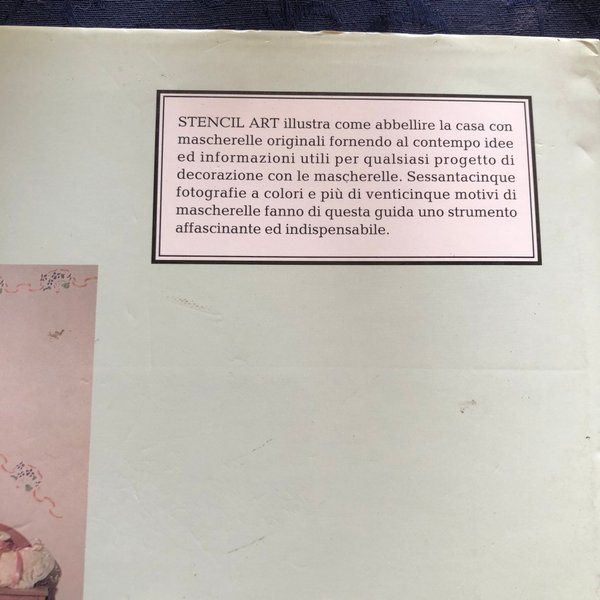 STENCIL ART illustra come abbellire la casa con
mascherelle originali fornendo al contempo idee
ed informazioni utili per qualsiasi progetto di
decorazione con le mascherelle. Sessantacinque
fotografie a colori e più di venticinque motivi di
mascherelle fanno di questa guida uno strumento
affascinante ed indispensabile.